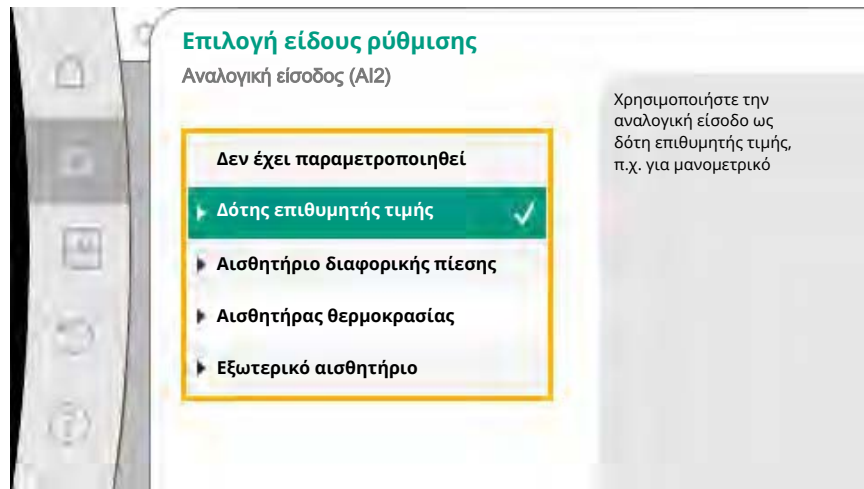 Επιλογή είδους ρύθμισης
Αναλογική είσοδος (AI2)
Δεν έχει παραμετροποιηθεί
Δότης επιθυμητής τιμής
Αισθητήριο διαφορικής πίεσης
Αισθητήρας θερμοκρασίας
Εξωτερικό αισθητήριο
Χρησιμοποιήστε την
αναλογική είσοδο ως
δότη επιθυμητής τιμής,
π.χ. για μανομετρικό